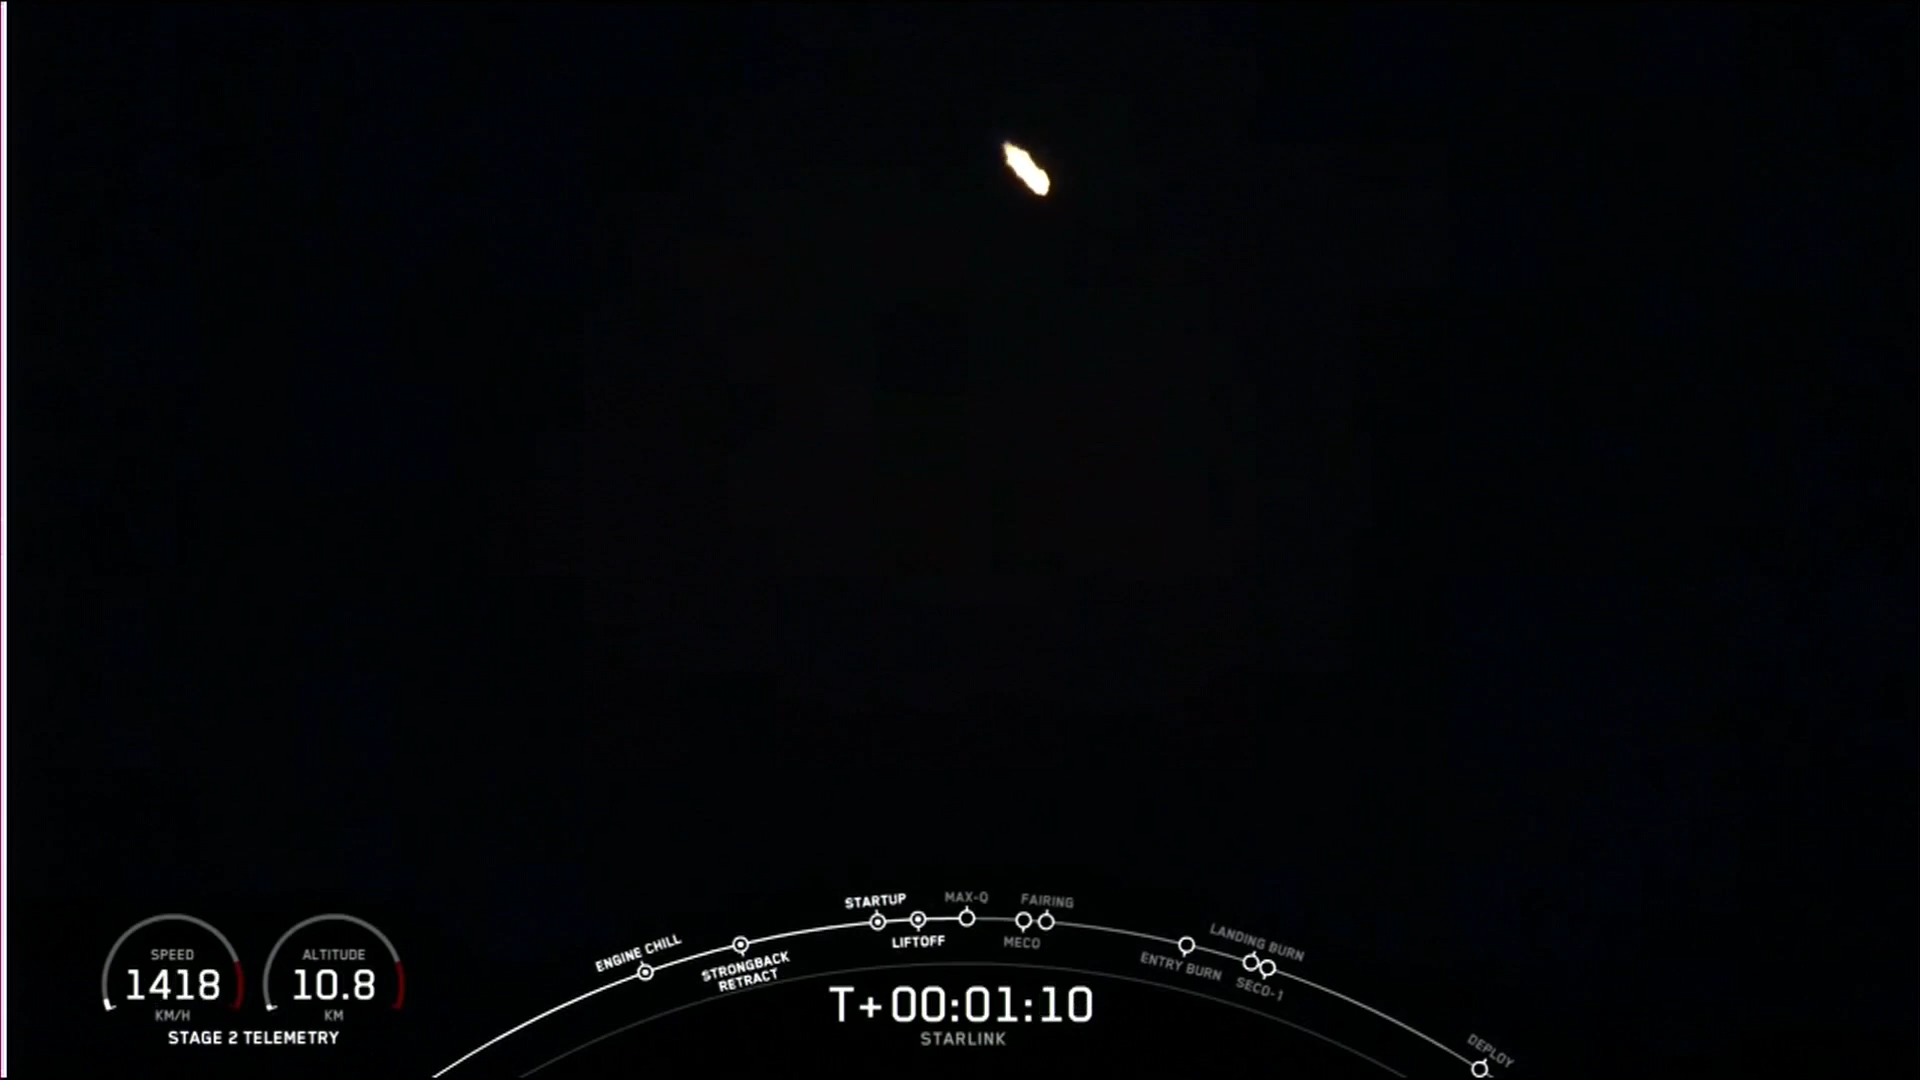 STARTUP
MAX-Q
FAIRING
LIFTOFF
MECO
ENGINE CHILL
STRONGBACK
RETRACT
LANDING BURN
ENTRY BURN
SECO-1
DEPLOY
SPEED
1418
KM/H
ALTITUDE
10.8
KM
STAGE 2 TELEMETRY
T+00:01:10
STARLINK